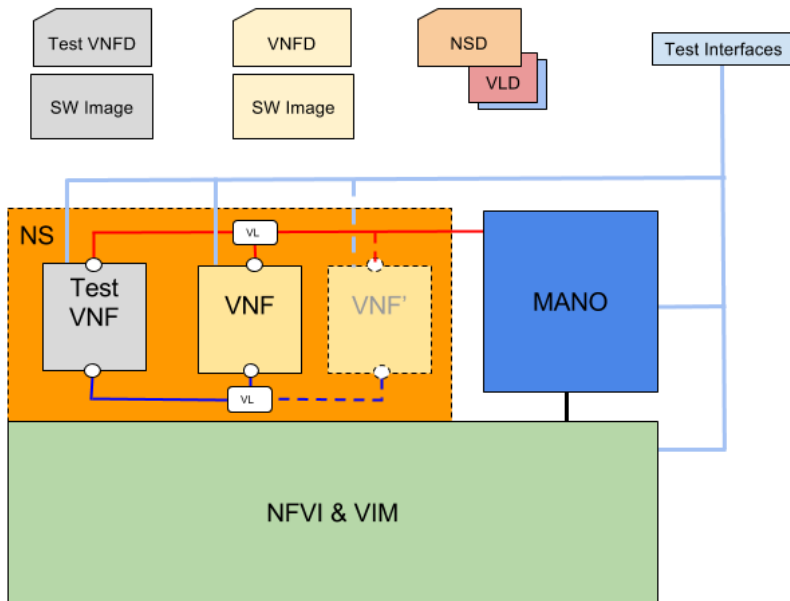 Test VNFD
VNFD
NSD
Test Interfaces
SW Image
SW Image
VLD
NS
VL
Test
VNF
VNF
VNF'
MANO
VL
NFVI & VIM